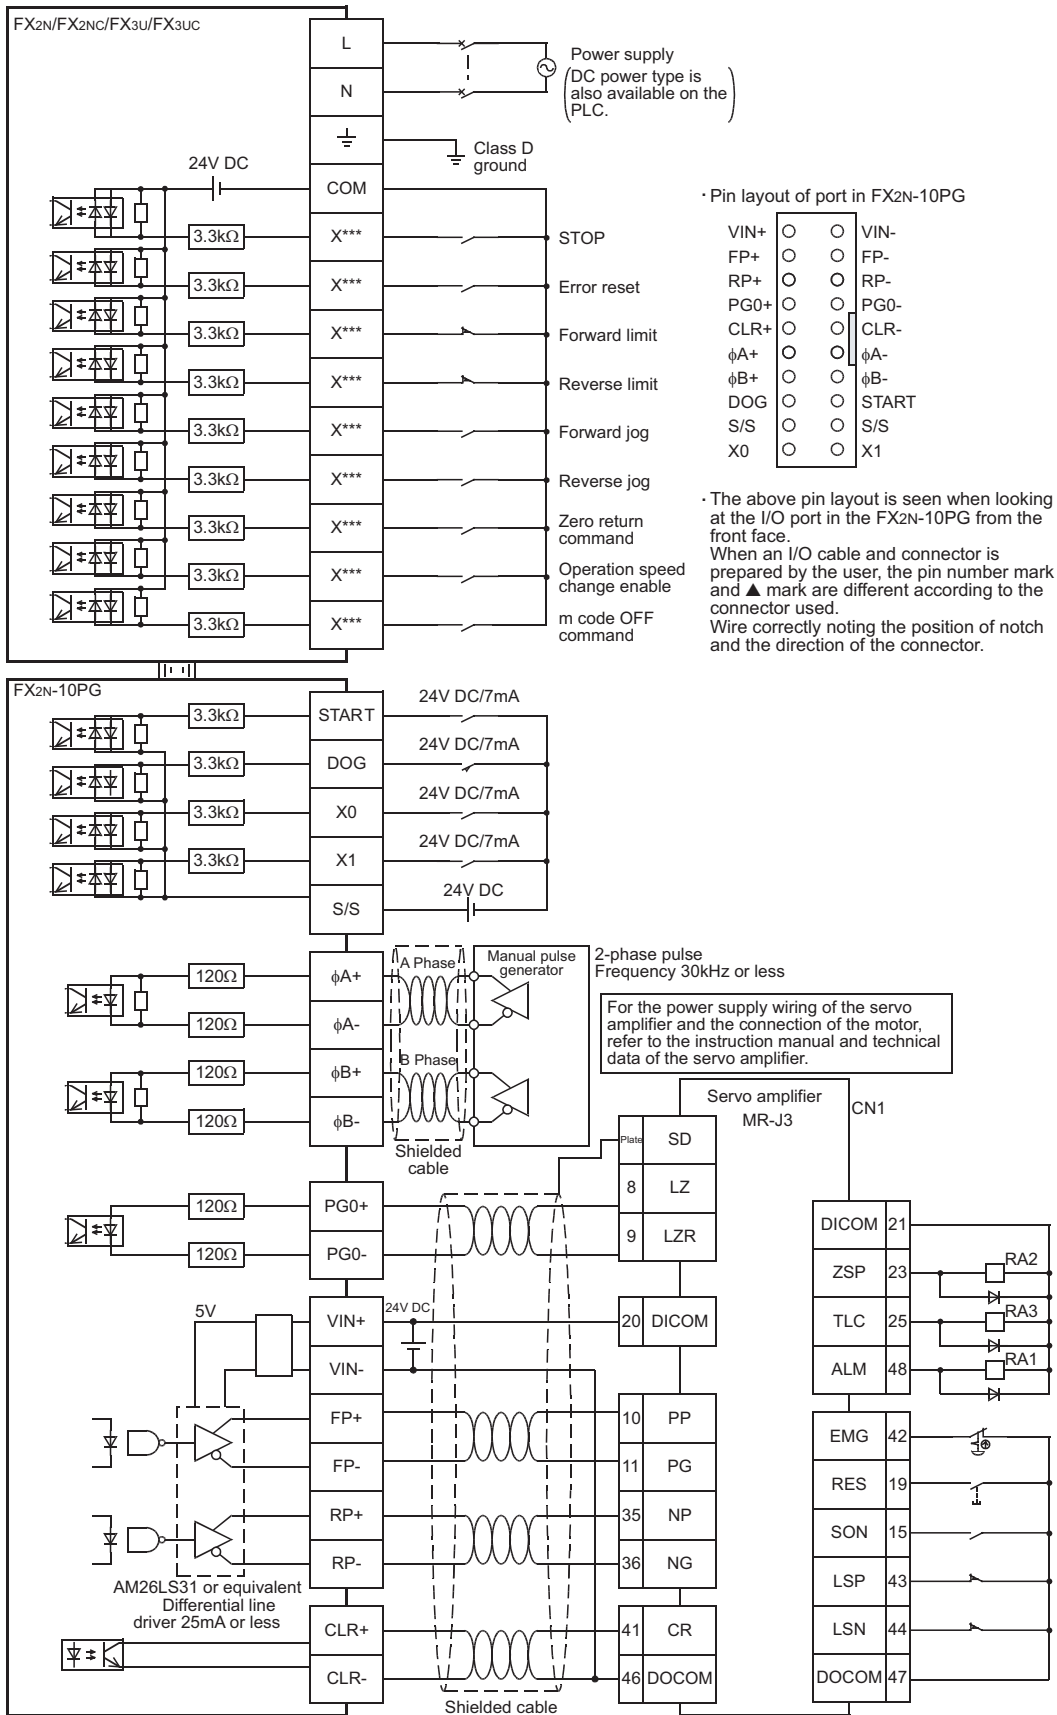 FX2N/FX2NC/FX3U/FX3UC
L
Power supply
(DC power type is
also available on the
PLC.)
N
Class D
ground
24V DC
COM
3.3kΩ X*** STOP
3.3kΩ X*** Error reset
3.3kΩ X*** Forward limit
3.3kΩ X*** Reverse limit
3.3kΩ X*** Forward jog
3.3kΩ X*** Reverse jog
3.3kΩ X*** Zero return
command
3.3kΩ X*** Operation speed
change enable
3.3kΩ X*** m code OFF
command
· Pin layout of port in FX2N-10PG
VIN+ VIN-
FP+ FP-
RP+ RP-
PG0+ PG0-
CLR+ CLR-
ϕA+ ϕA-
ϕB+ ϕB-
DOG START
S/S S/S
X0 X1
· The above pin layout is seen when looking
at the I/O port in the FX2N-10PG from the
front face.
When an I/O cable and connector is
prepared by the user, the pin number mark
and ▲ mark are different according to the
connector used.
Wire correctly noting the position of notch
and the direction of the connector.
FX2N-10PG
3.3kΩ START 24V DC/7mA
3.3kΩ DOG 24V DC/7mA
3.3kΩ X0 24V DC/7mA
3.3kΩ X1 24V DC/7mA
S/S 24V DC
120Ω ϕA+ A Phase
120Ω ϕA-
120Ω ϕB+ B Phase
120Ω ϕB-
Manual pulse
generator
2-phase pulse
Frequency 30kHz or less
Shielded
cable
For the power supply wiring of the servo
amplifier and the connection of the motor,
refer to the instruction manual and technical
data of the servo amplifier.
Servo amplifier
MR-J3
CN1
Plate SD
120Ω PG0+ 8 LZ
120Ω PG0- 9 LZR
5V VIN+ 24V DC 20 DICOM
VIN-
FP+ 10 PP
FP- 11 PG
RP+ 35 NP
RP- 36 NG
AM26LS31 or equivalent
Differential line
driver 25mA or less
CLR+ 41 CR
CLR- 46 DOCOM
Shielded cable
DICOM 21
ZSP 23 RA2
TLC 25 RA3
ALM 48 RA1
EMG 42
RES 19
SON 15
LSP 43
LSN 44
DOCOM 47